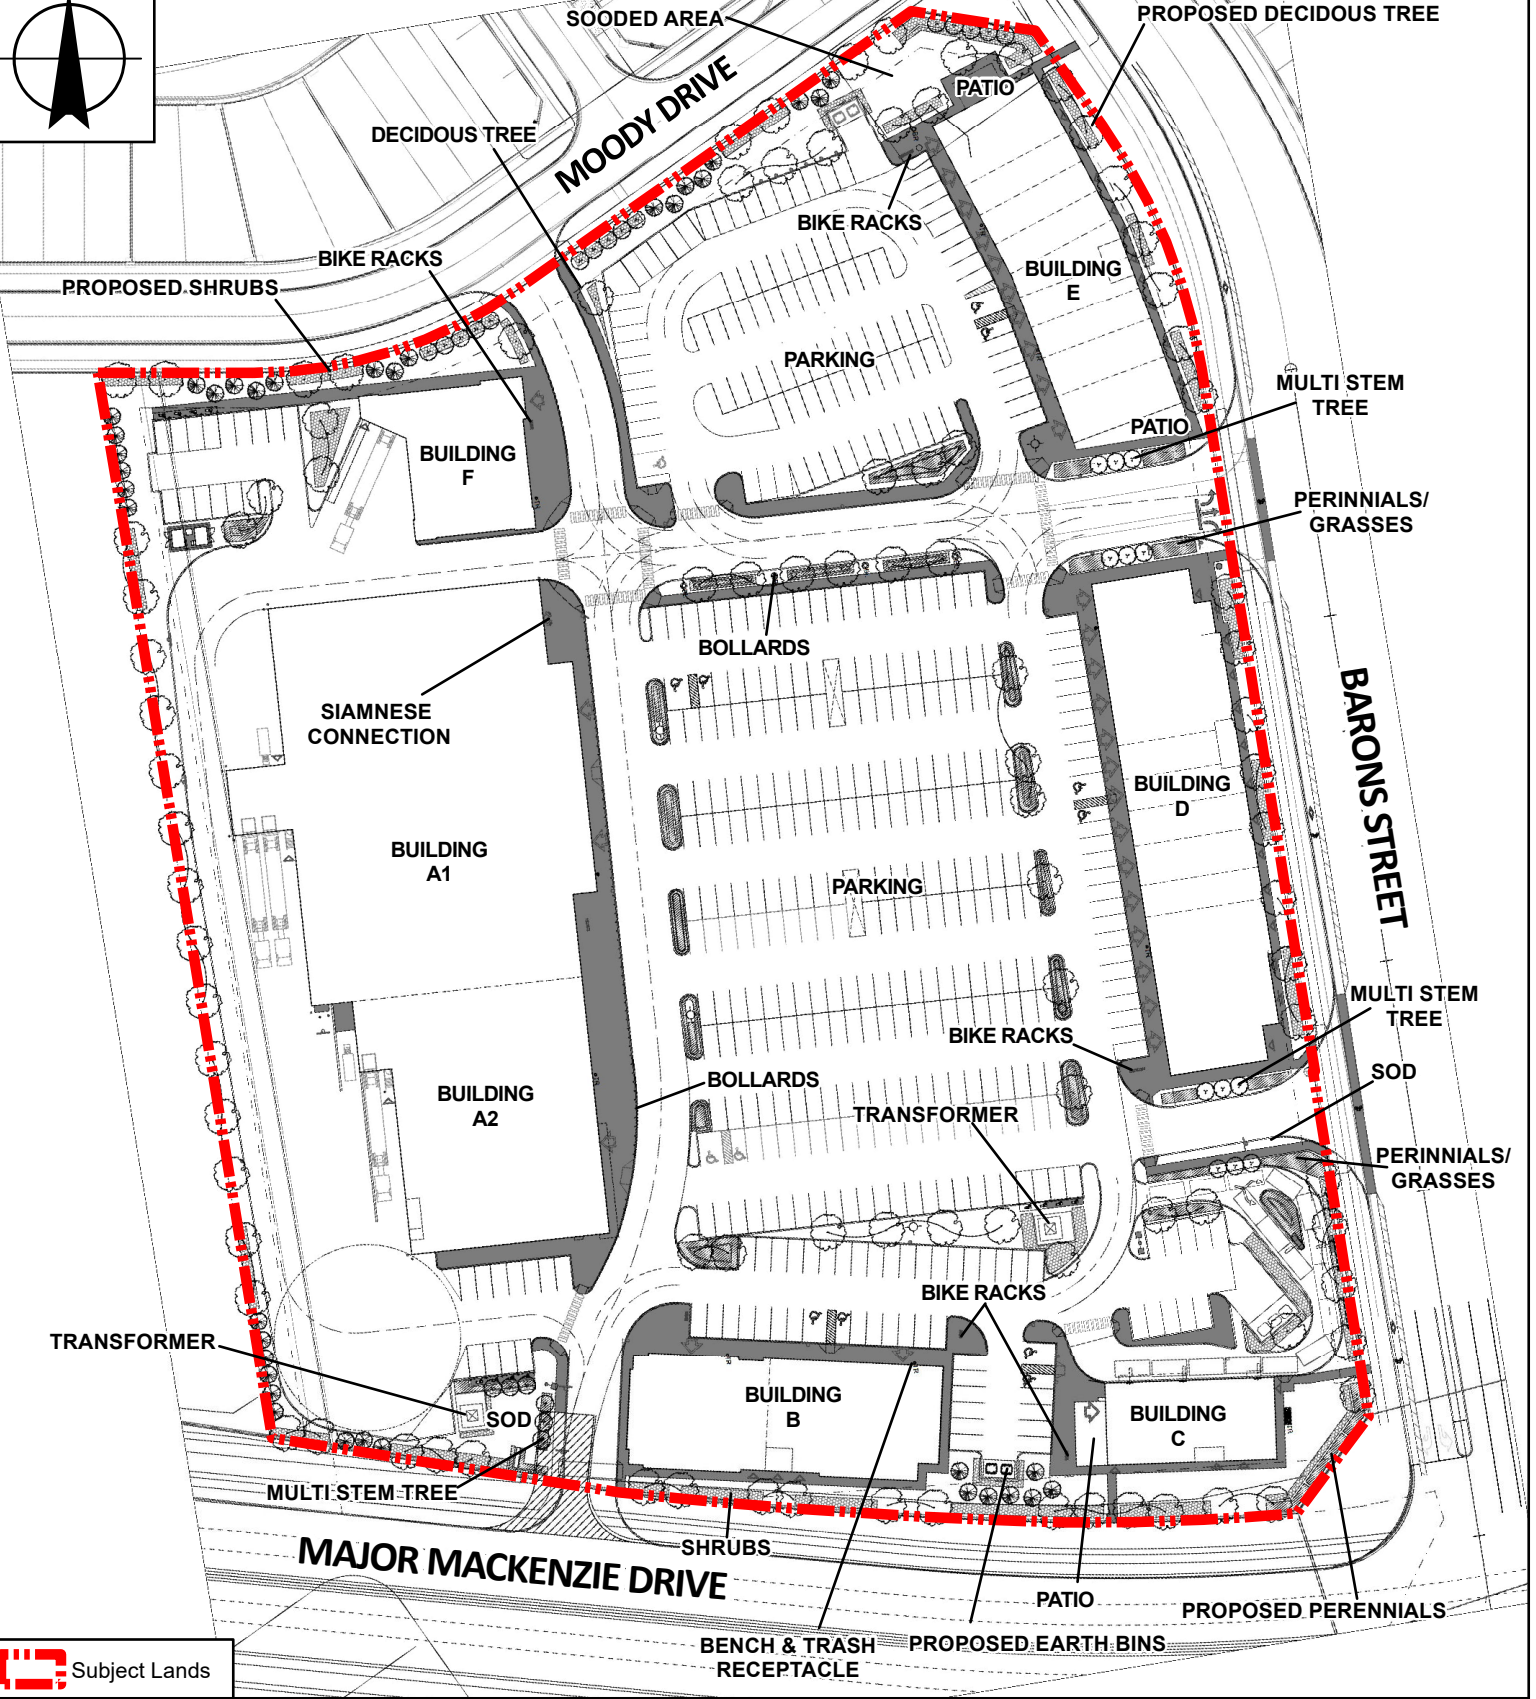 SOODED AREA
PROPOSED DECIDOUS TREE
PATIO
DECIDOUS TREE
MOODY DRIVE
BIKE RACKS
BIKE RACKS
PROPOSED SHRUBS
BUILDING
E
PARKING
MULTI STEM
TREE
PATIO
BUILDING
F
PERINNIALS/
GRASSES
BOLLARDS
SIAMNESE
CONNECTION
BARONS STREET
BUILDING
D
BUILDING
A1
PARKING
MULTI STEM
TREE
BIKE RACKS
SOD
BOLLARDS
BUILDING
A2
TRANSFORMER
PERINNIALS/
GRASSES
BIKE RACKS
TRANSFORMER
BUILDING
B
BUILDING
C
SOD
MULTI STEM TREE
SHRUBS
MAJOR MACKENZIE DRIVE
PATIO
PROPOSED PERENNIALS
BENCH & TRASH
RECEPTACLE
PROPOSED EARTH BINS
Subject Lands